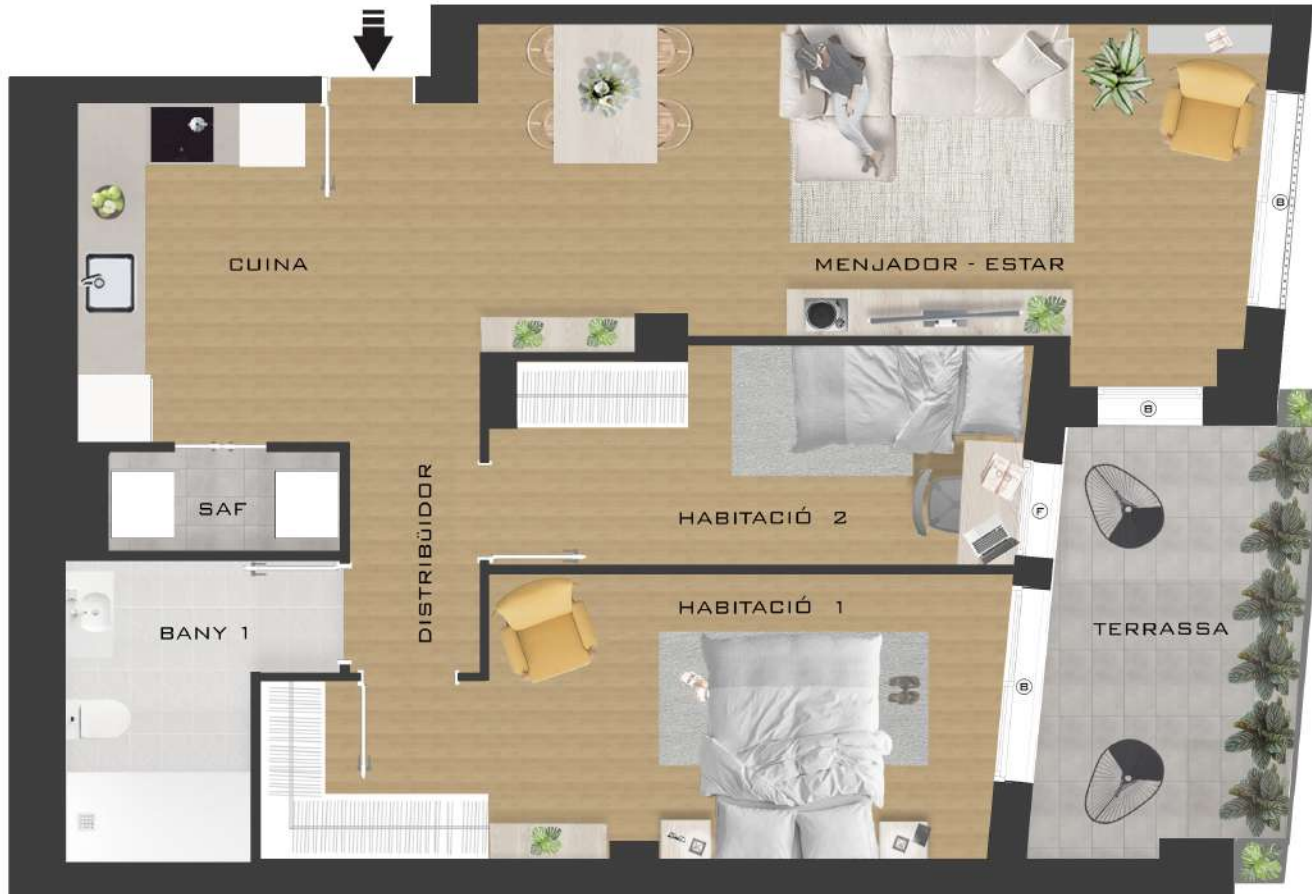 B
CUINA
MENJADOR - ESTAR
B
DISTRIBÜIDOR
SAF
HABITACIÓ 2
F
BANY 1
HABITACIÓ 1
TERRASSA
B